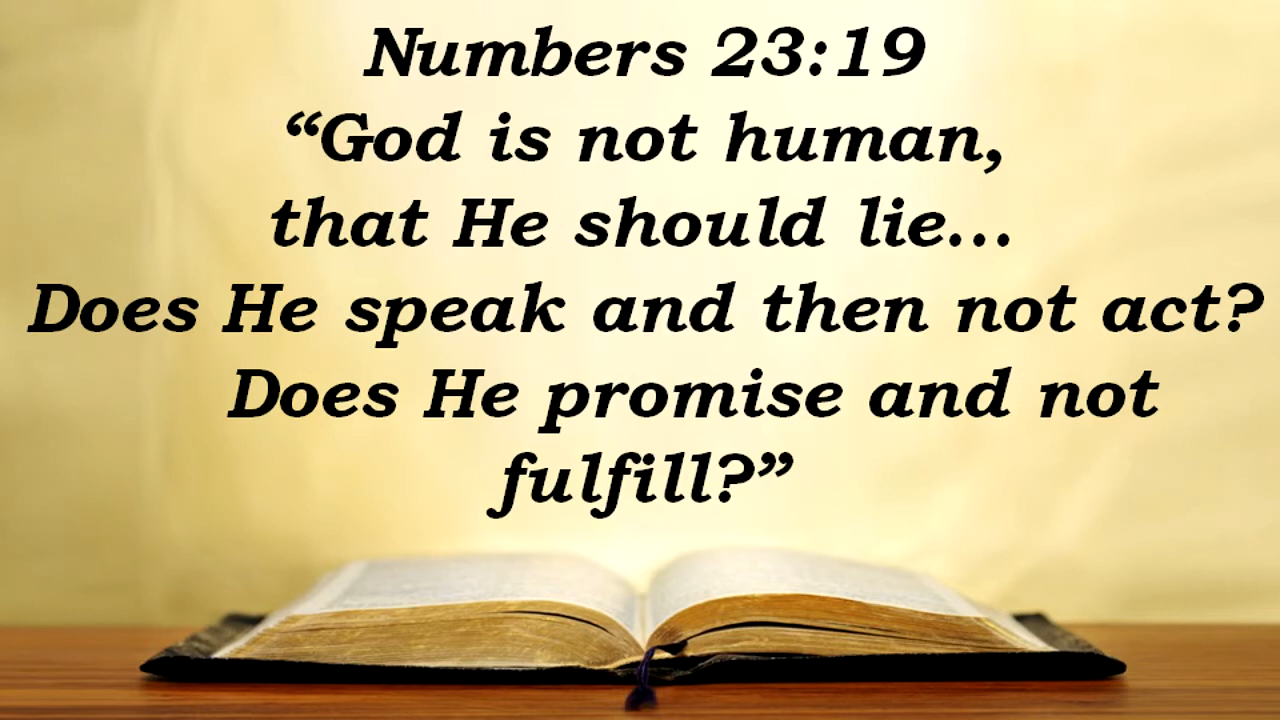 Numbers 23:19
“God is not human,
that He should lie...
Does He speak and then not act?
Does He promise and not
fulfill?”